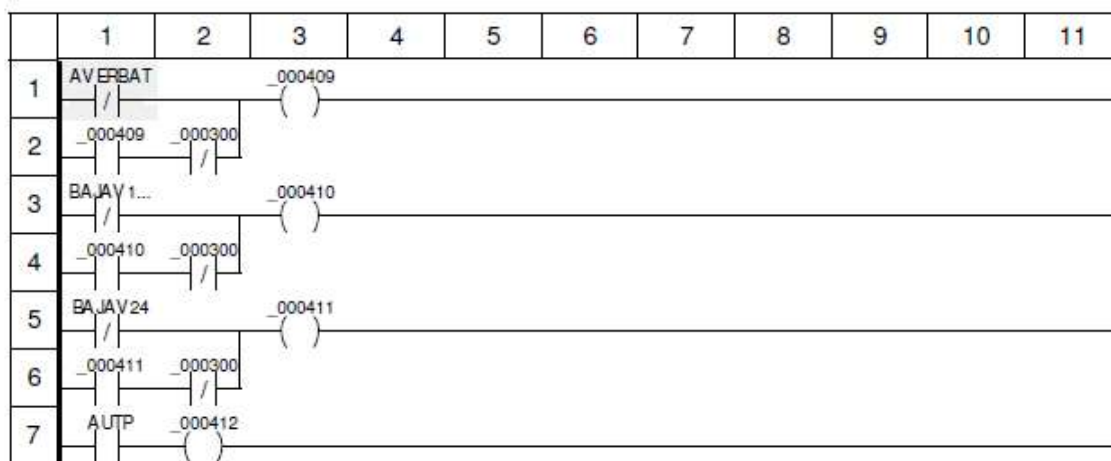 1 2 3 4 5 6 7 8 9 10 11
AVERBAT _000409
1
/ ( )
_000409 _000300
2
/
BAJAV1... _000410
3
/ ( )
_000410 _000300
4
/
BAJAV24 _000411
5
/ ( )
_000411 _000300
6
/
AUTP _000412
7
( )